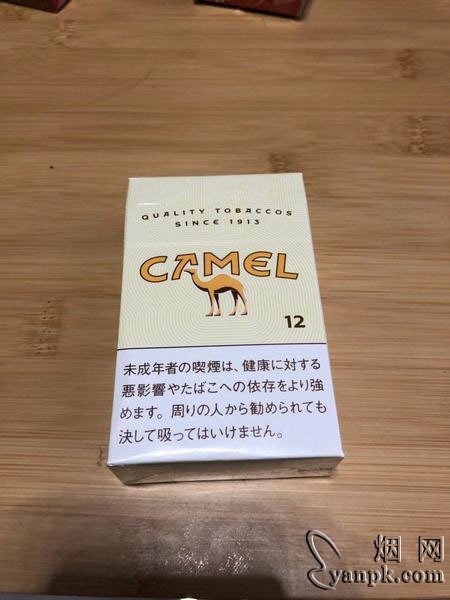 QUALITY TOBACCOS
SINCE 1913
CAMEL
12
未成年者の喫煙は、健康に対する
悪影響やたばこへの依存をより強
めます。周りの人から勧められても
決して吸ってはいけません。
烟网
yanpk.com